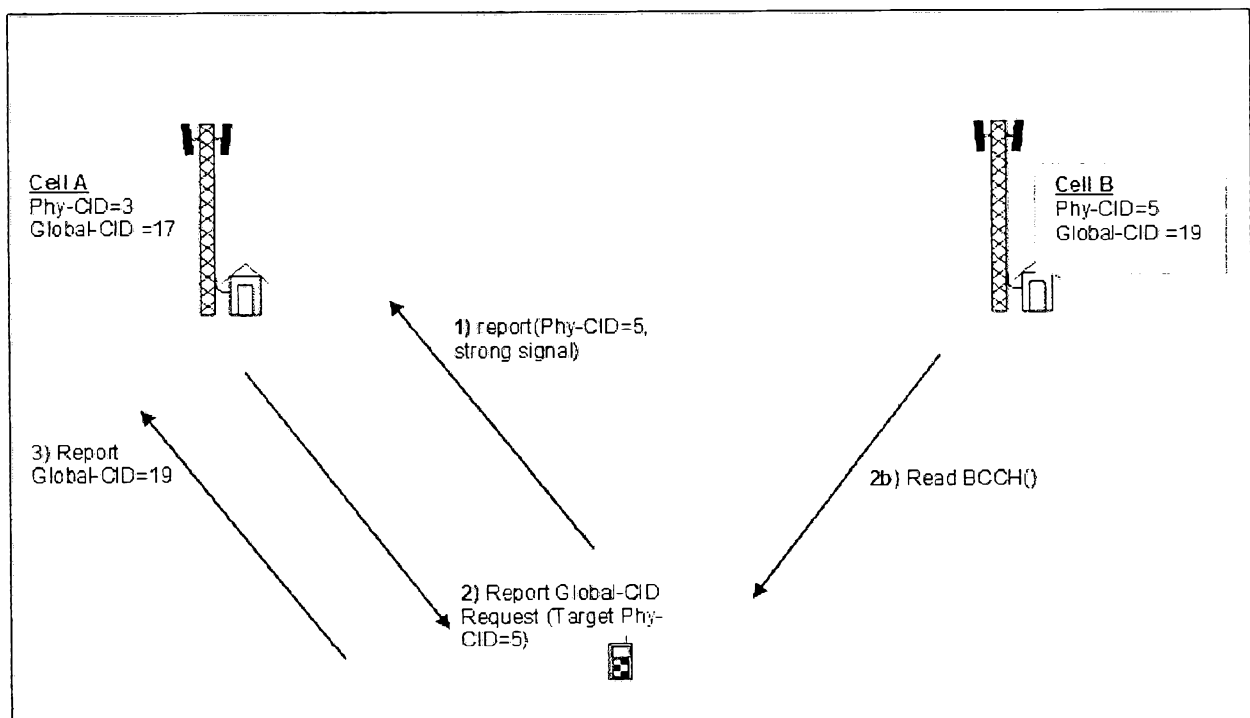 Cell A
Phy-CID=3
Global-CID =17
Cell B
Phy-CID=5
Global-CID =19
1) report(Phy-CID=5,
strong signal)
3) Report
Global-CID=19
2b) Read BCCH()
2) Report Global-CID
Request (Target Phy-
CID=5)